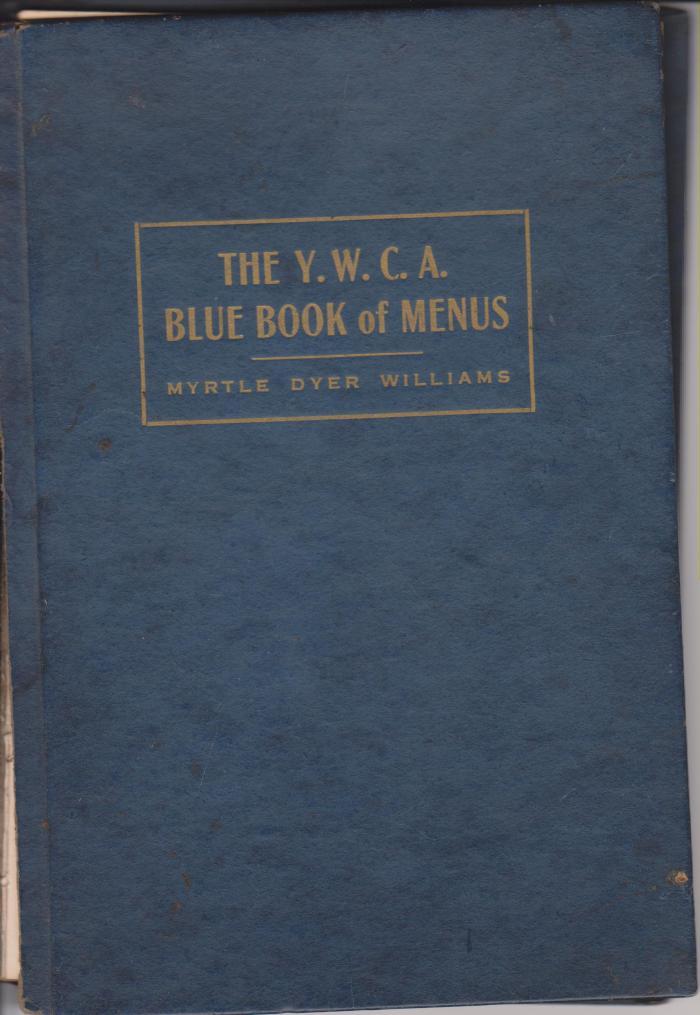 THE Y. W. C. A.
BLUE BOOK of MENUS
MYRTLE DYER WILLIAMS